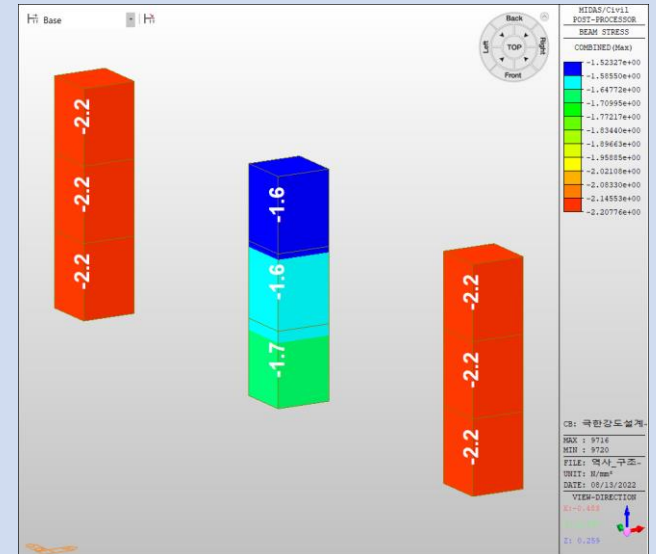 Base
Back
Left
TOP
Right
Front
MIDAS/Civil
POST-PROCESSOR
BEAM STRESS
COMBINED(Max)
-1.52327e+00
-1.58550e+00
-1.64772e+00
-1.70995e+00
-1.77217e+00
-1.83440e+00
-1.89663e+00
-1.95885e+00
-2.02108e+00
-2.08330e+00
-2.14553e+00
-2.20776e+00
-2.2
-2.2
-2.2
-1.6
-1.6
-1.7
-2.2
-2.2
-2.2
CB: 극한강도설계~
MAX : 9716
MIN : 9720
FILE: 역사_구조~
UNIT: N/mm²
DATE: 08/13/2022
VIEW-DIRECTION
Z: 0.259